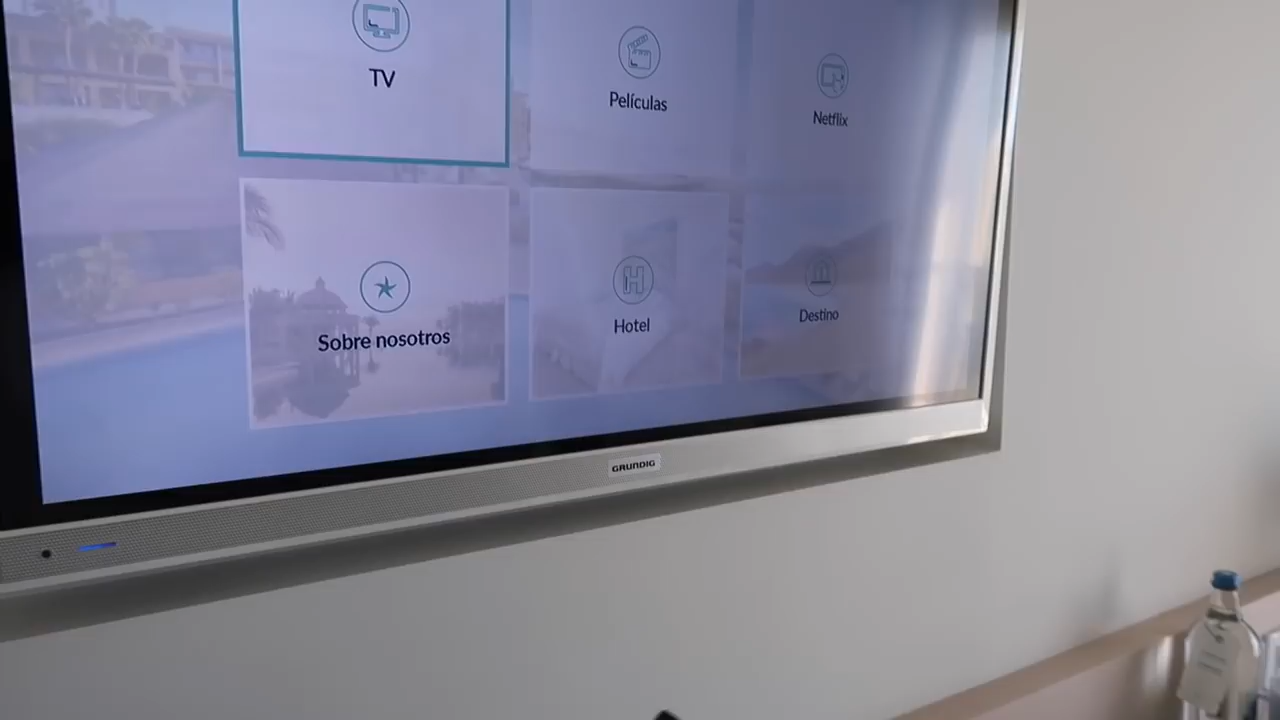 TV
Películas
Netflix
Sobre nosotros
Hotel
Destino
GRUNDIG